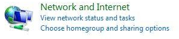 Network and Internet
View network status and tasks
Choose homegroup and sharing options